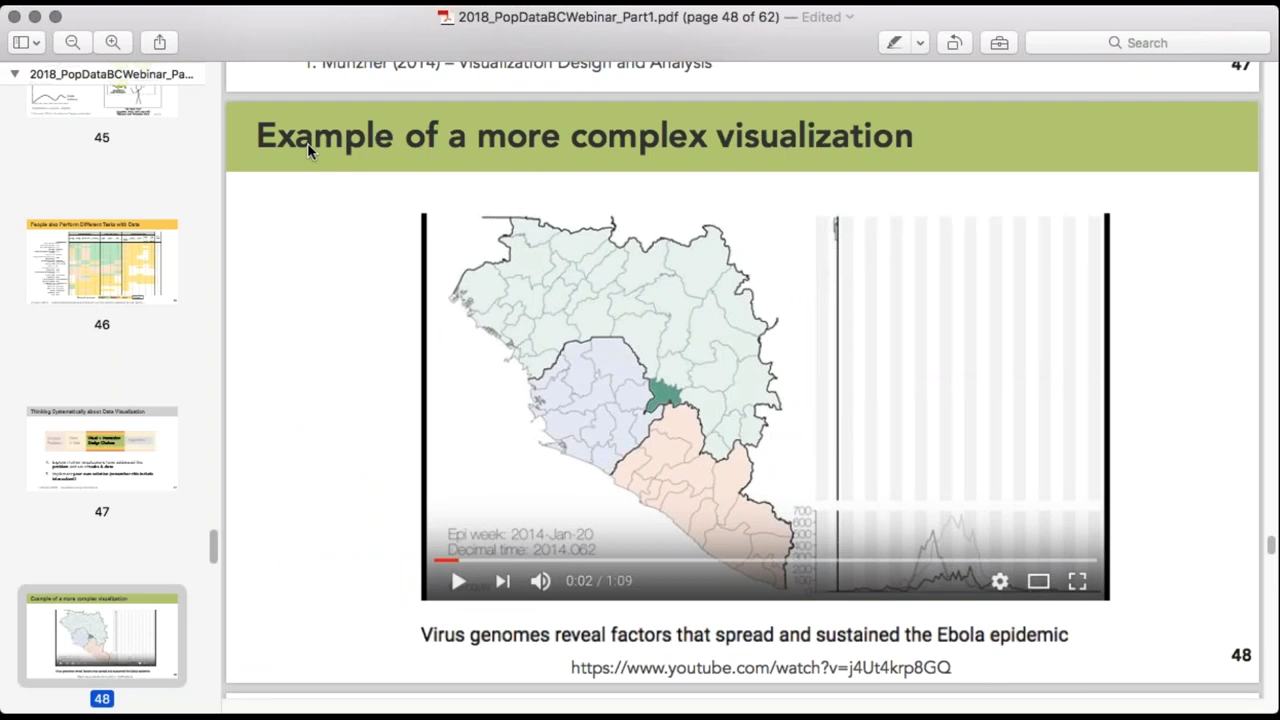 2018_PopDataBCWebinar_Part1.pdf (page 48 of 62) — Edited
Search
2018_PopDataBCWebinar_Pa...
45
People also Perform Different Tasks with Data
46
Thinking Systematically about Data Visualization
47
Example of a more complex visualization
48
1. Munzner (2014) – Visualization Design and Analysis
47
Example of a more complex visualization
Epi week: 2014-Jan-20
Decimal time: 2014.062
700
600
0:02 / 1:09
Virus genomes reveal factors that spread and sustained the Ebola epidemic
https://www.youtube.com/watch?v=j4Ut4krp8GQ
48